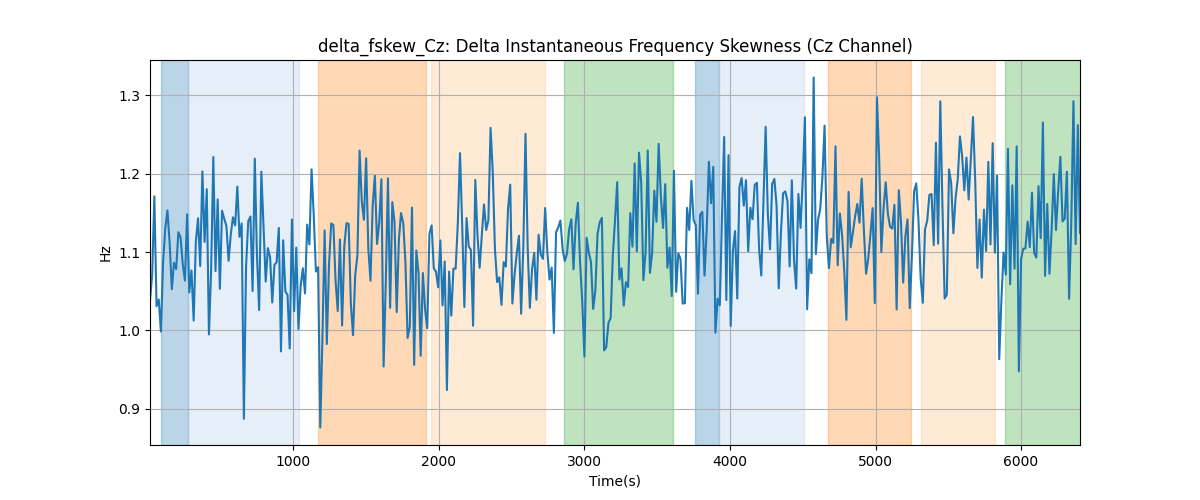 delta_fskew_Cz: Delta Instantaneous Frequency Skewness (Cz Channel)
1.3
1.2
1.1
1.0
0.9
Hz
1000 2000 3000 4000 5000 6000
Time(s)